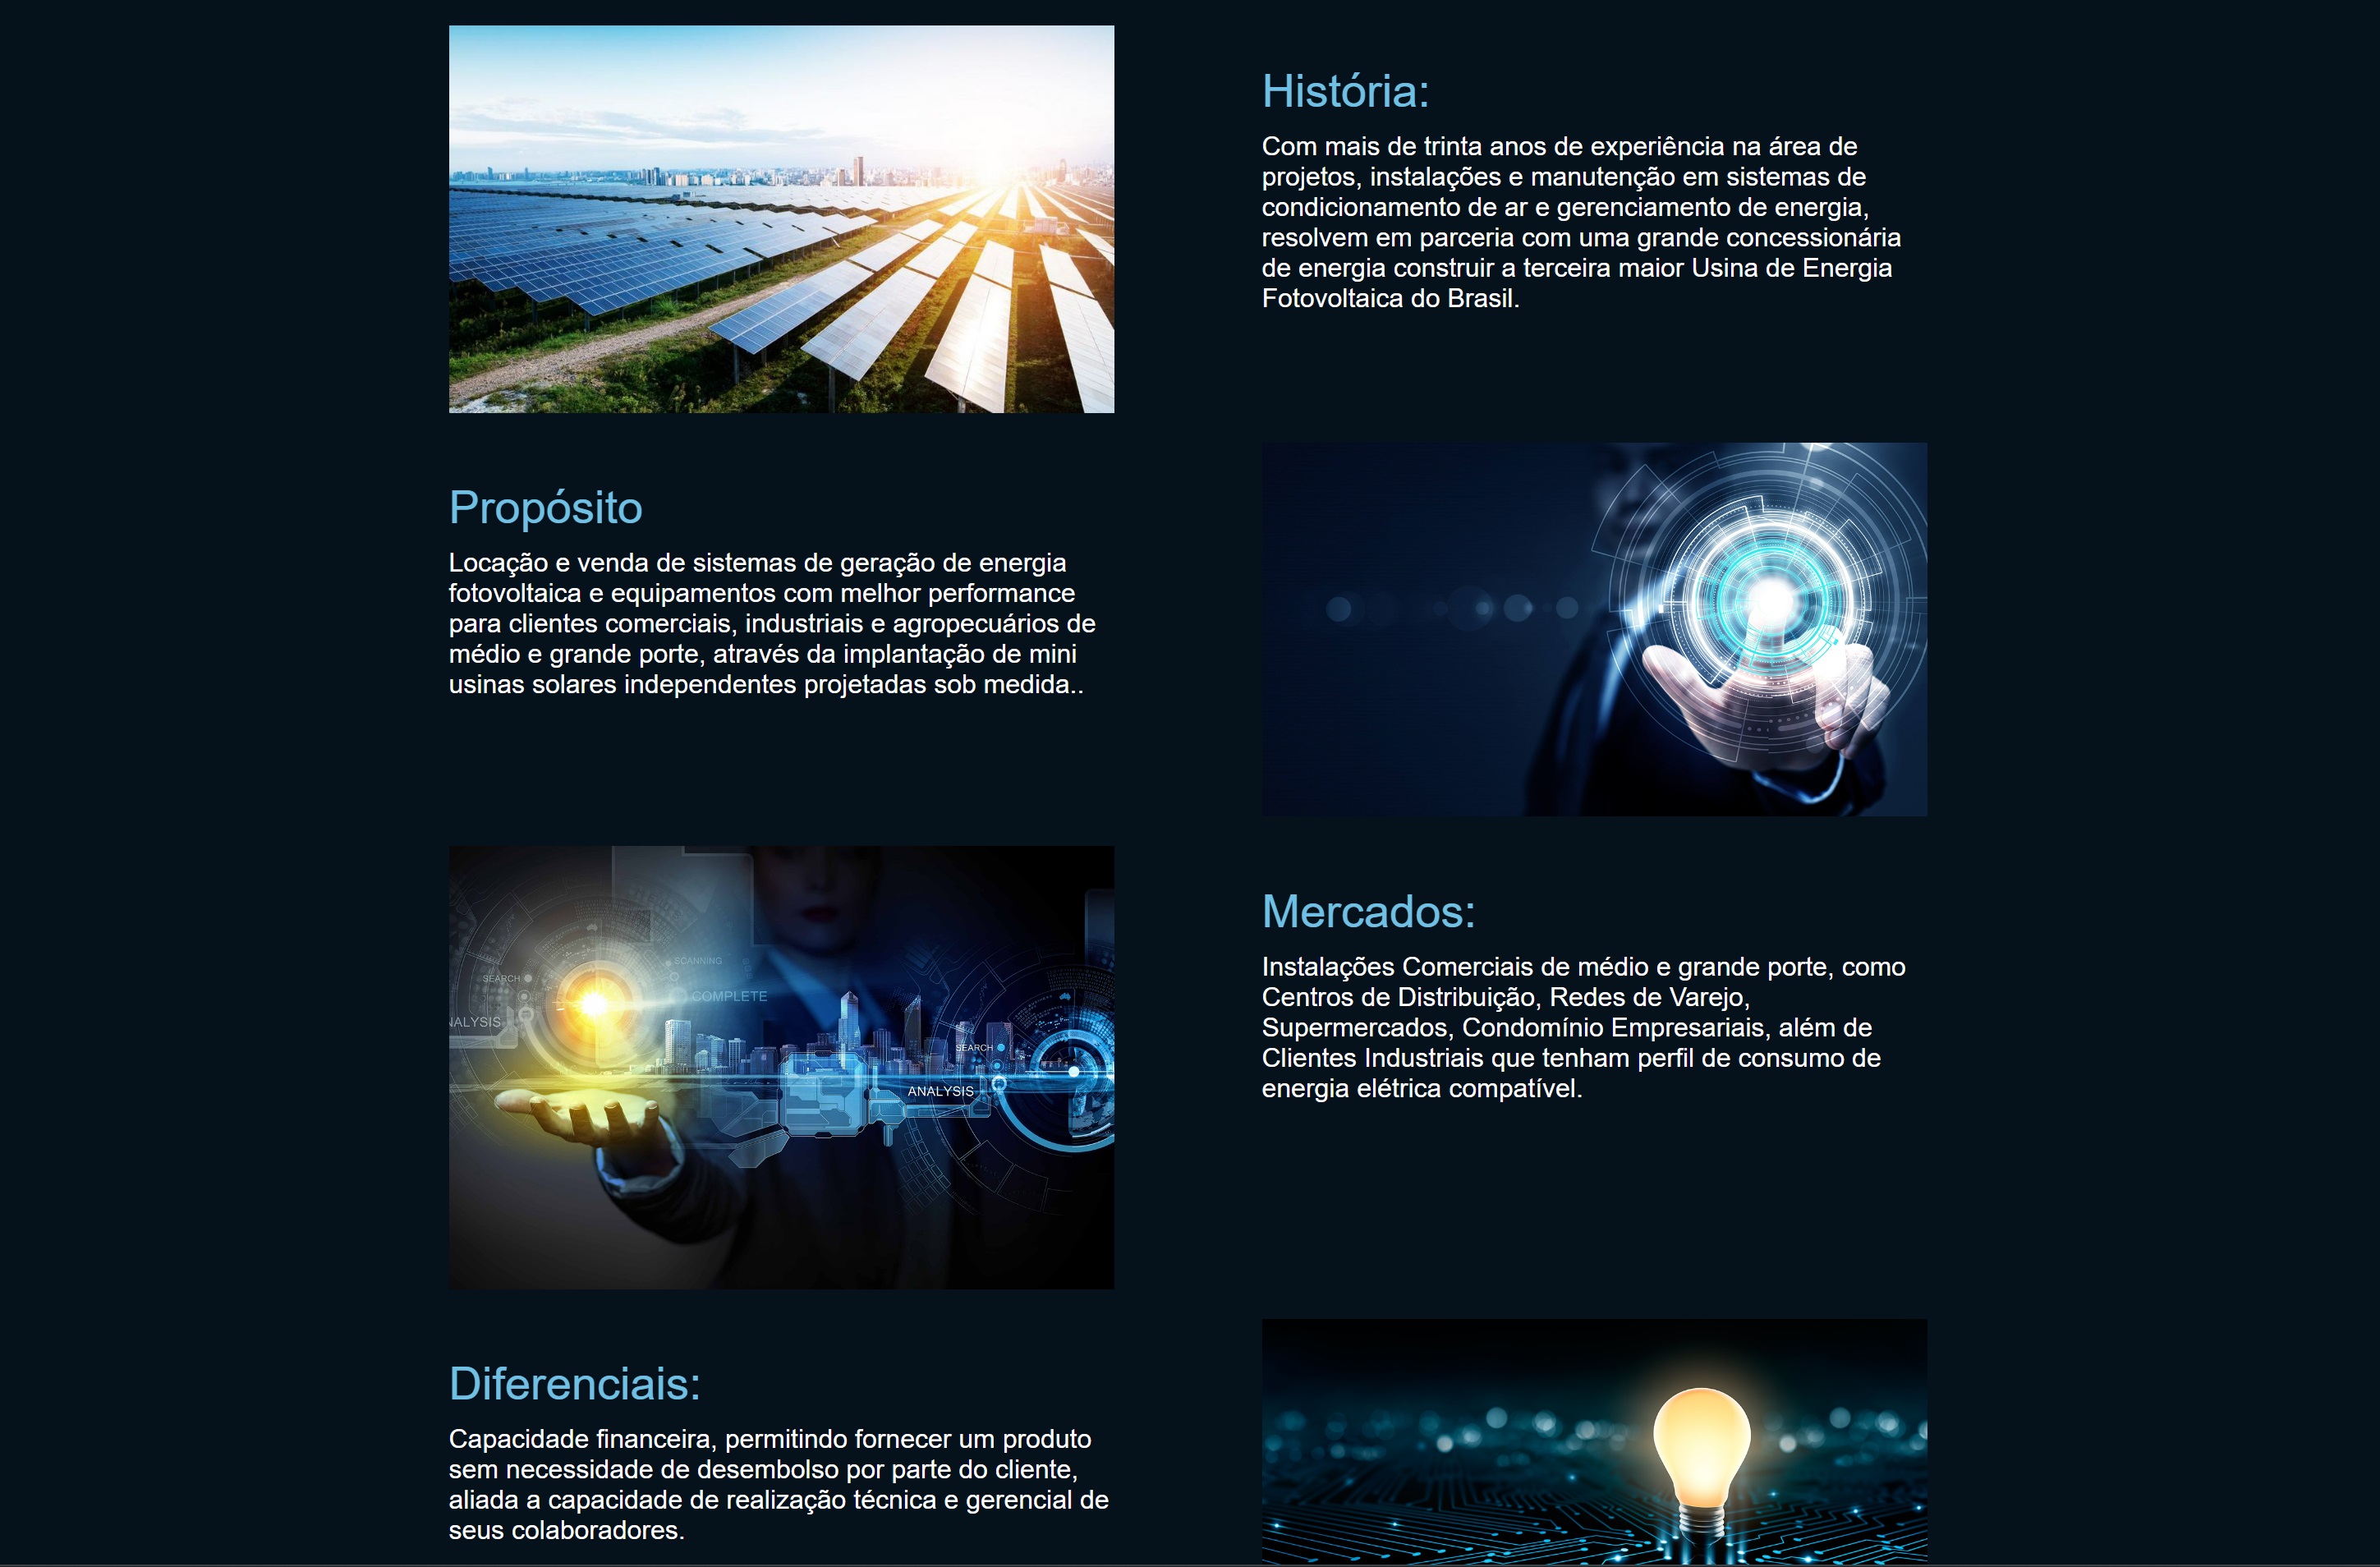 História:
Com mais de trinta anos de experiência na área de
projetos, instalações e manutenção em sistemas de
condicionamento de ar e gerenciamento de energia,
resolvem em parceria com uma grande concessionária
de energia construir a terceira maior Usina de Energia
Fotovoltaica do Brasil.
Propósito
Locação e venda de sistemas de geração de energia
fotovoltaica e equipamentos com melhor performance
para clientes comerciais, industriais e agropecuários de
médio e grande porte, através da implantação de mini
usinas solares independentes projetadas sob medida..
SCANNING
SEARCH
COMPLETE
NALYSIS
SEARCH
ANALYSIS
Mercados:
Instalações Comerciais de médio e grande porte, como
Centros de Distribuição, Redes de Varejo,
Supermercados, Condomínio Empresariais, além de
Clientes Industriais que tenham perfil de consumo de
energia elétrica compatível.
Diferenciais:
Capacidade financeira, permitindo fornecer um produto
sem necessidade de desembolso por parte do cliente,
aliada a capacidade de realização técnica e gerencial de
seus colaboradores.